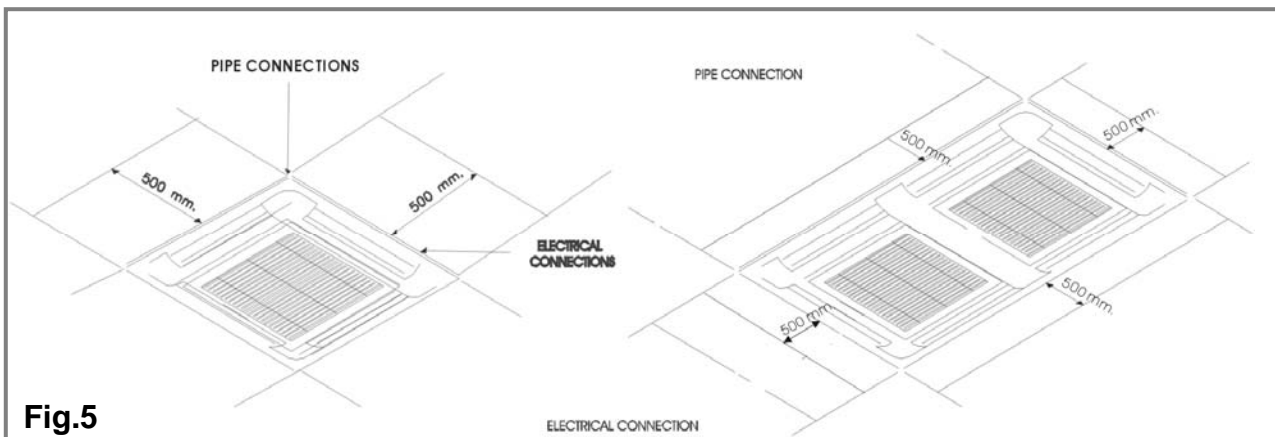 PIPE CONNECTIONS
500 mm.
500 mm.
ELECTRICAL
CONNECTIONS
PIPE CONNECTION
500 mm.
500 mm.
500 mm.
500 mm.
ELECTRICAL CONNECTION
Fig.5